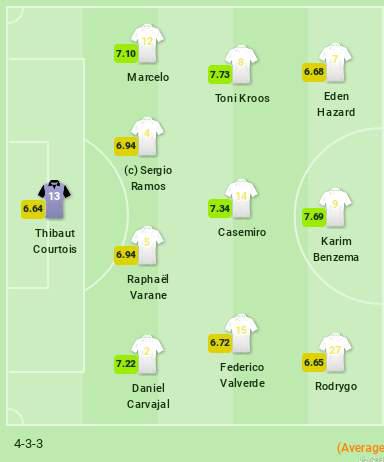 12
7.10
Marcelo
8
7.73
Toni Kroos
7
6.68
Eden
Hazard
4
6.94
(c) Sergio
Ramos
13
6.64
Thibaut
Courtois
14
7.34
Casemiro
9
7.69
Karim
Benzema
5
6.94
Raphaël
Varane
2
7.22
Daniel
Carvajal
15
6.72
Federico
Valverde
27
6.65
Rodrygo
4-3-3
(Average